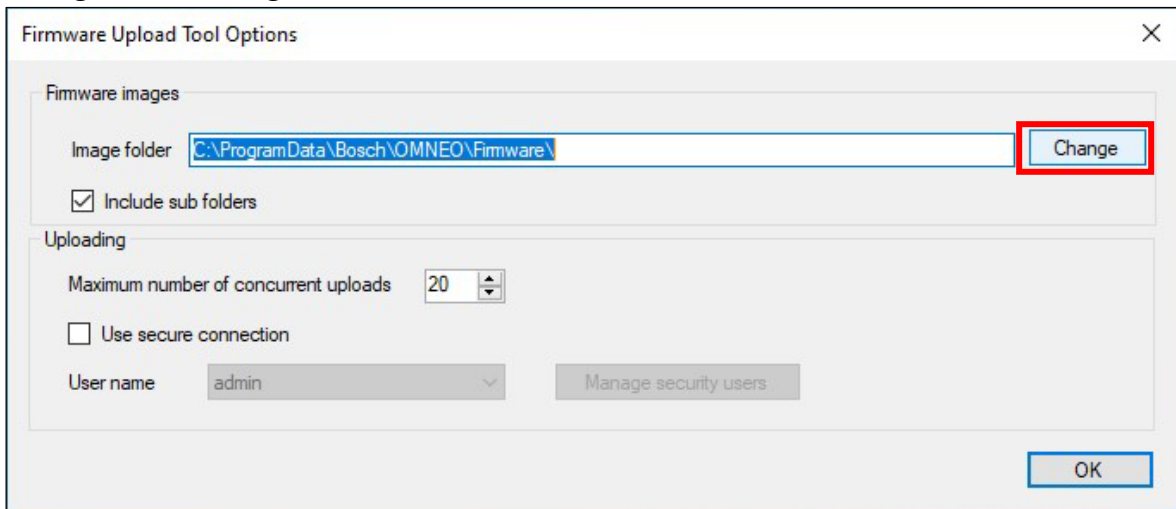 Firmware Upload Tool Options
Firmware images
Image folder C:\ProgramData\Bosch\OMNEO\Firmware\ Change
Include sub folders
Uploading
Maximum number of concurrent uploads 20
Use secure connection
User name admin Manage security users
OK